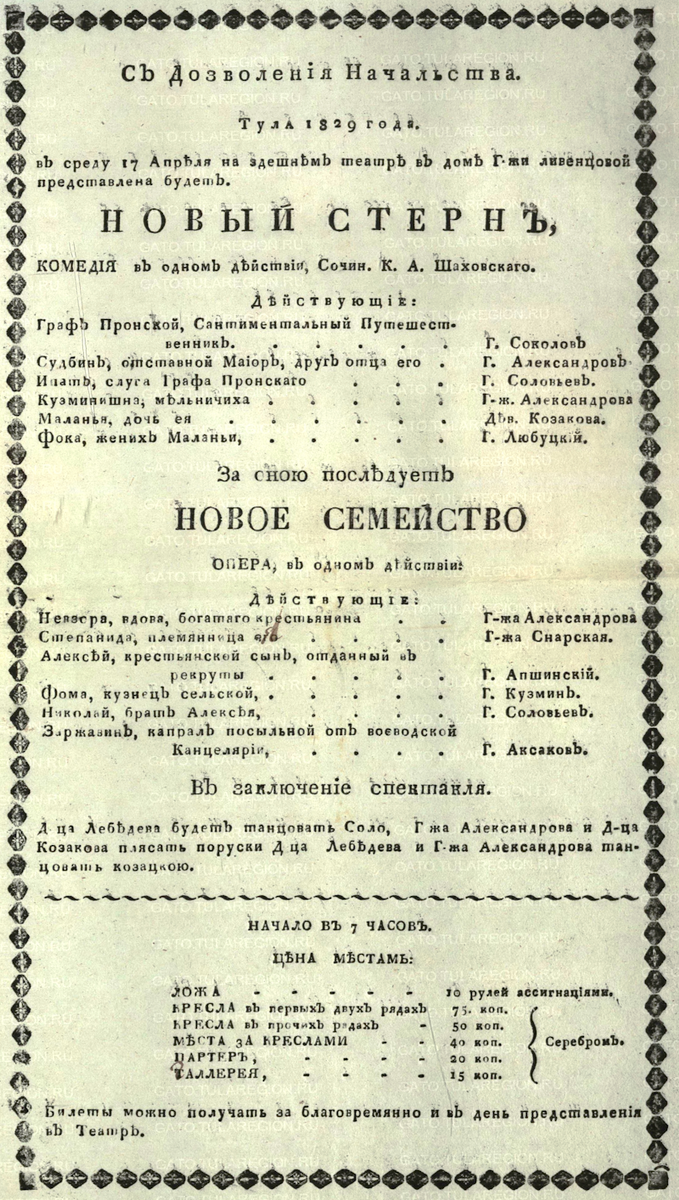 Съ Дозволенія Начальства.
Тула 1829 года.
въ среду 17 Апрѣля на здешнѣмъ театрѣ въ домѣ Г-жи ливенцовой
представлена будетъ.
НОВЫЙ СТЕРНЪ,
КОМЕДІЯ въ одномъ дѣйствіи, Сочин. К. А. Шаховскаго.
Дѣйствующіе:
Графъ Пронской, Сантиментальный Путешест-
венникъ. . . . . . Г. Соколовъ
Судбинъ, отставной Маіоръ, другъ отца его . Г. Александровъ
Ипатъ, слуга Графа Пронскаго . . . Г. Соловьевъ.
Кузминишна, мѣльничиха . . . . . Г-ж. Александрова
Маланья, дочь ея . . . . . . Дѣв. Козакова.
Фока, женихъ Маланьи, . . . . . Г. Любуцкій.
За сною послѣдуетъ
НОВОЕ СЕМЕЙСТВО
ОПЕРА, въ одномъ дѣйствіи:
Дѣйствующіе:
Невзора, вдова, богатаго крестьянина . . Г-жа Александрова
Степанида, племянница ея . . . . Г-жа Снарская.
Алексѣй, крестьянской сынъ, отданный въ
рекруты . . . . . Г. Апшинскій.
Фома, кузнецъ сельской, . . . . . Г. Кузминъ.
Николай, братъ Алексѣя, . . . . Г. Соловьевъ.
Заржавинъ, капралъ посыльной отъ воеводской
Канцеляріи, . . . . Г. Аксаковъ.
Въ заключеніе спектакля.
Д ца Лебѣдева будетъ танцовать Соло, Г жа Александрова и Д-ца
Козакова плясать поруски Д ца Лебѣдева и Г-жа Александрова тан-
цовать козацкою.
НАЧАЛО ВЪ 7 ЧАСОВЪ.
ЦѢНА МѢСТАМЪ:
ЛОЖА - - - - - 10 рулей ассигнаціями.
КРЕСЛА въ первыхъ двухъ рядахъ 75. коп.
КРЕСЛА въ прочихъ рядахъ - 50 коп.
МѢСТА ЗА КРЕСЛАМИ - - 40 коп. Серебромъ.
ПАРТЕРЪ, - - - - 20 коп.
ГАЛЛЕРЕЯ, - - - - 15 коп.
Билеты можно получать за благовремянно и въ день представленія
въ Театрѣ.